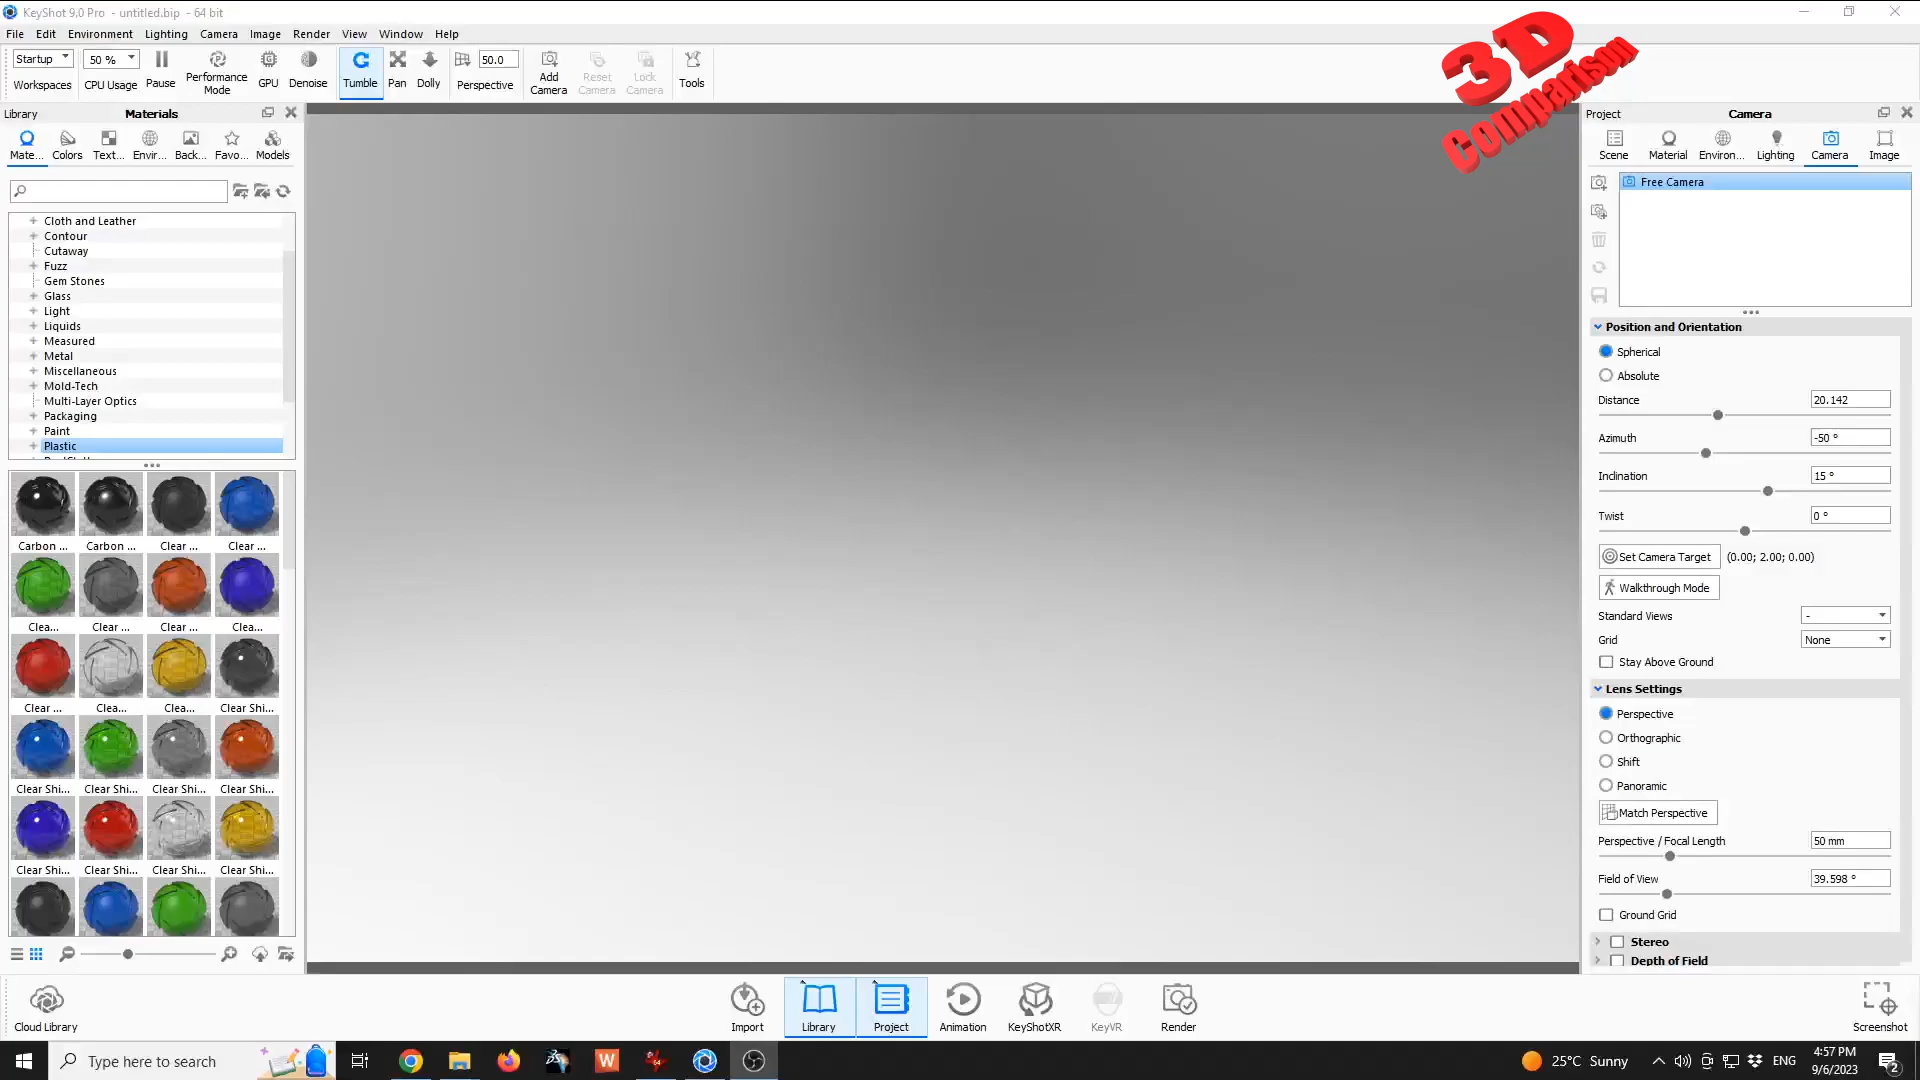 KeyShot 9.0 Pro - untitled.bip - 64 bit
File Edit Environment Lighting Camera Image Render View Window Help
Startup 50 % 50.0
Workspaces CPU Usage Pause Performance Mode GPU Denoise Tumble Pan Dolly Perspective Add Camera Reset Camera Lock Camera Tools
3D
Comparison
Library Materials
Mate... Colors Text... Envir... Back... Favo... Models
Cloth and Leather
Contour
Cutaway
Fuzz
Gem Stones
Glass
Light
Liquids
Measured
Metal
Miscellaneous
Mold-Tech
Multi-Layer Optics
Packaging
Paint
Plastic
Carbon ... Carbon ... Clear ... Clear ...
Clea... Clear ... Clear ... Clea...
Clear ... Clea... Clea... Clear Shi...
Clear Shi... Clear Shi... Clear Shi... Clear Shi...
Clear Shi... Clear Shi... Clear Shi... Clear Shi...
Project Camera
Scene Material Environ... Lighting Camera Image
Free Camera
Position and Orientation
Spherical
Absolute
Distance 20.142
Azimuth -50 °
Inclination 15 °
Twist 0 °
Set Camera Target (0.00; 2.00; 0.00)
Walkthrough Mode
Standard Views -
Grid None
Stay Above Ground
Lens Settings
Perspective
Orthographic
Shift
Panoramic
Match Perspective
Perspective / Focal Length 50 mm
Field of View 39.598 °
Ground Grid
Stereo
Depth of Field
Cloud Library Import Library Project Animation KeyShotXR KeyVR Render Screenshot
Type here to search
25°C Sunny ENG 4:57 PM
9/6/2023
2